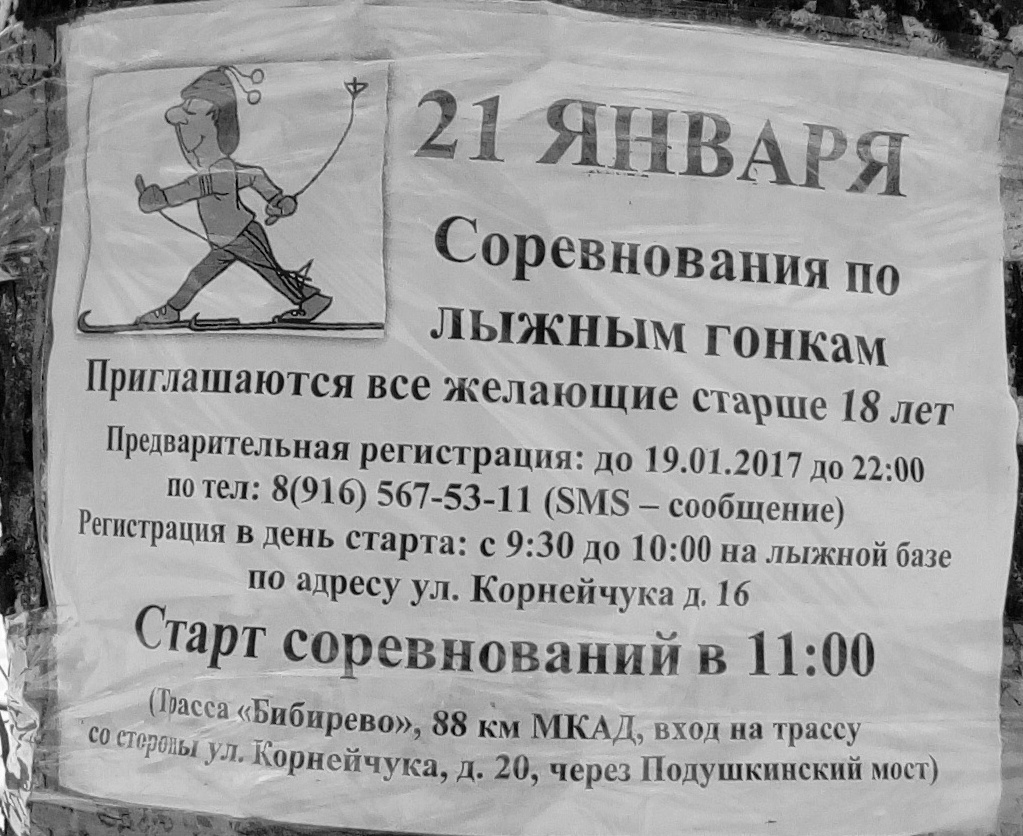 21 ЯНВАРЯ
Соревнования по
лыжным гонкам
Приглашаются все желающие старше 18 лет
Предварительная регистрация: до 19.01.2017 до 22:00
по тел: 8(916) 567-53-11 (SMS – сообщение)
Регистрация в день старта: с 9:30 до 10:00 на лыжной базе
по адресу ул. Корнейчука д. 16
Старт соревнований в 11:00
(Трасса «Бибирево», 88 км МКАД, вход на трассу
со стороны ул. Корнейчука, д. 20, через Подушкинский мост)